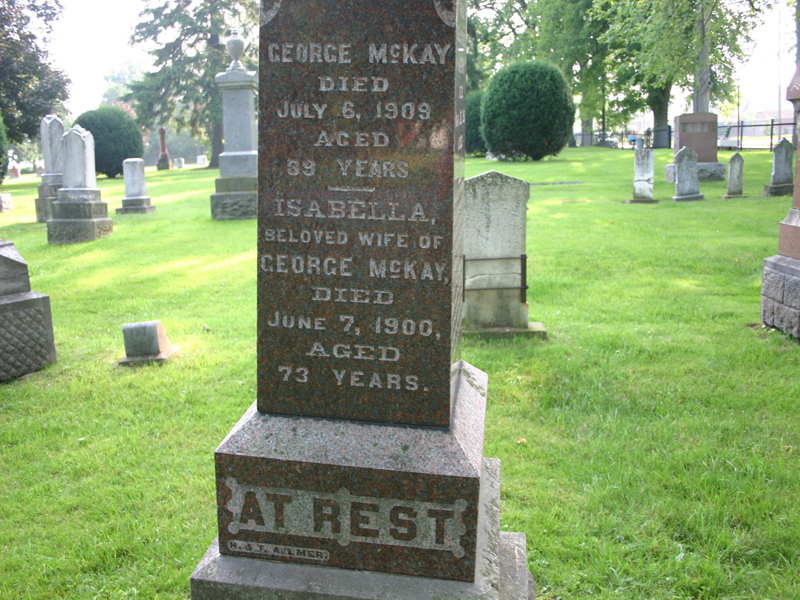 GEORGE McKAY
DIED
JULY 6, 1909
AGED
89 YEARS
ISABELLA,
BELOVED WIFE OF
GEORGE McKAY,
DIED
JUNE 7, 1900,
AGED
73 YEARS.
AT REST
H. & T. AYLMER.